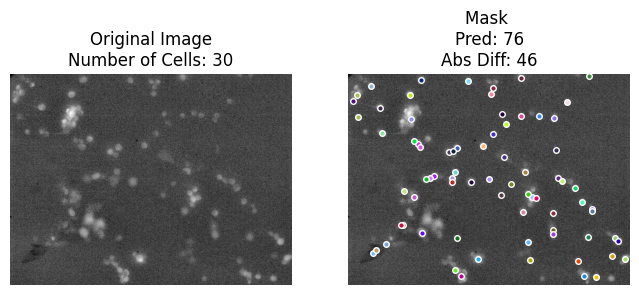 Original Image
Number of Cells: 30
Mask
Pred: 76
Abs Diff: 46